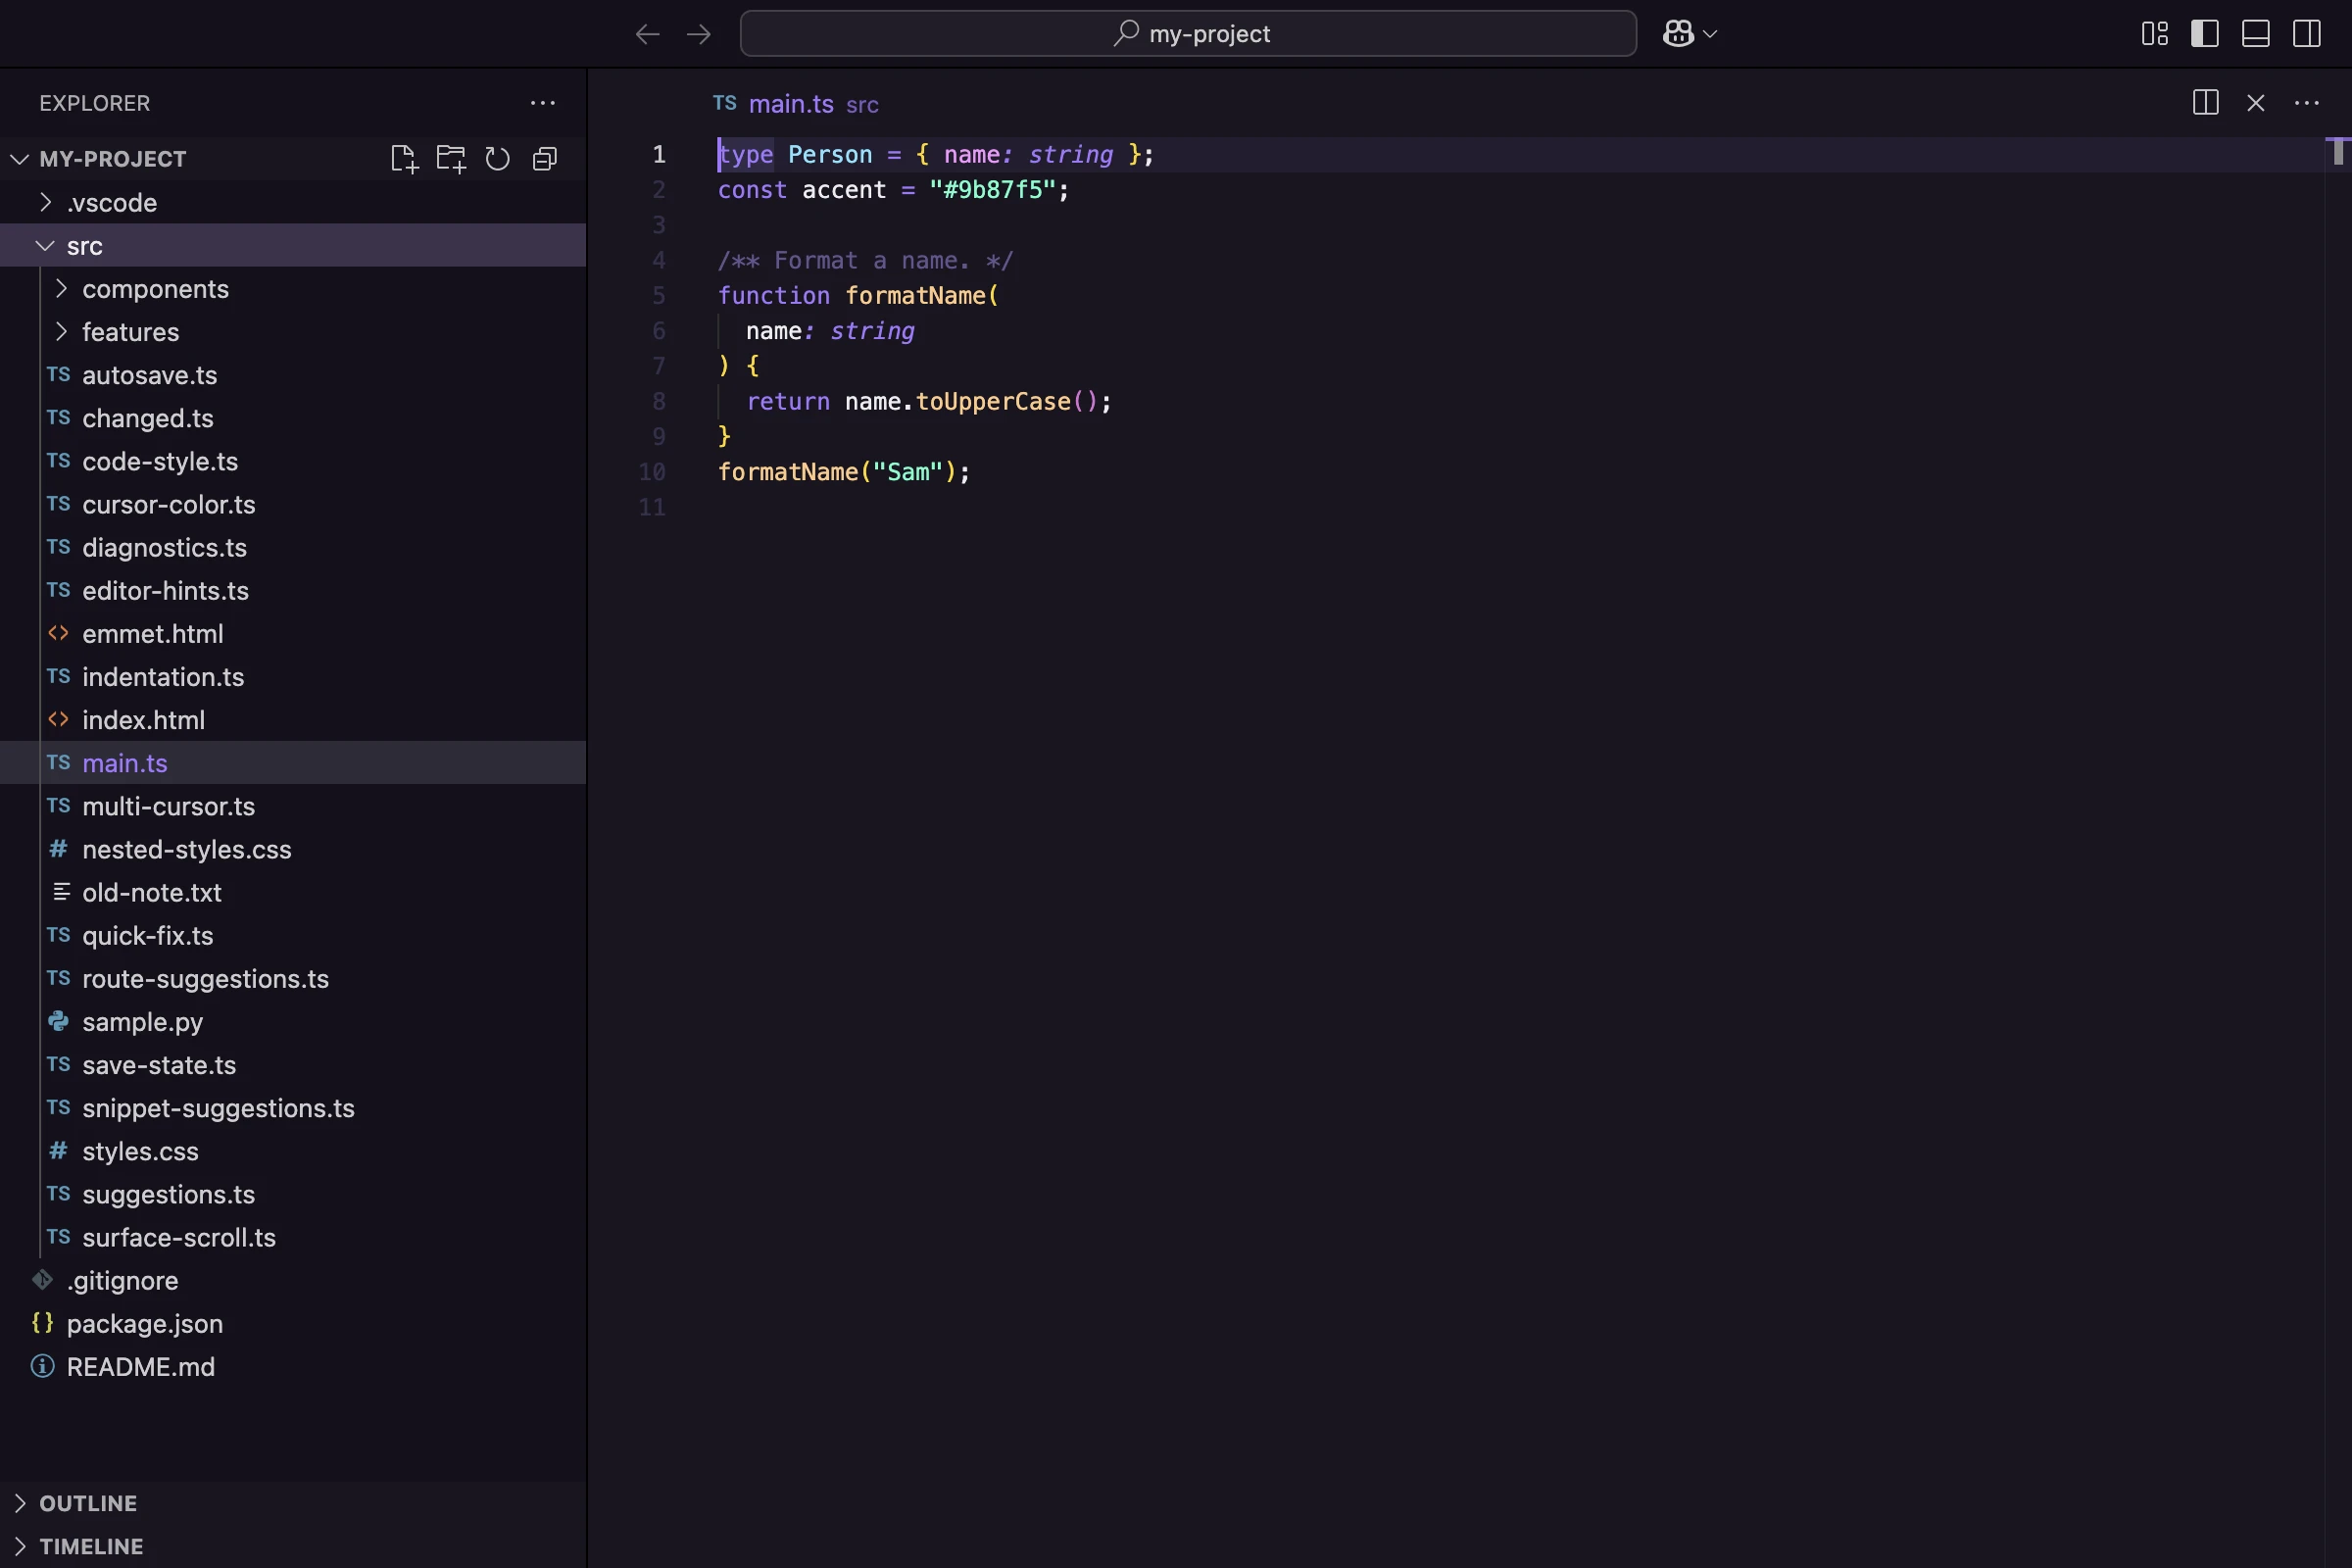 my-project
EXPLORER
MY-PROJECT
.vscode
src
components
features
TS autosave.ts
TS changed.ts
TS code-style.ts
TS cursor-color.ts
TS diagnostics.ts
TS editor-hints.ts
<> emmet.html
TS indentation.ts
<> index.html
TS main.ts
TS multi-cursor.ts
# nested-styles.css
old-note.txt
TS quick-fix.ts
TS route-suggestions.ts
sample.py
TS save-state.ts
TS snippet-suggestions.ts
# styles.css
TS suggestions.ts
TS surface-scroll.ts
.gitignore
{} package.json
README.md
OUTLINE
TIMELINE
TS main.ts src
1 type Person = { name: string };
2 const accent = "#9b87f5";
3
4 /** Format a name. */
5 function formatName(
6   name: string
7 ) {
8   return name.toUpperCase();
9 }
10 formatName("Sam");
11